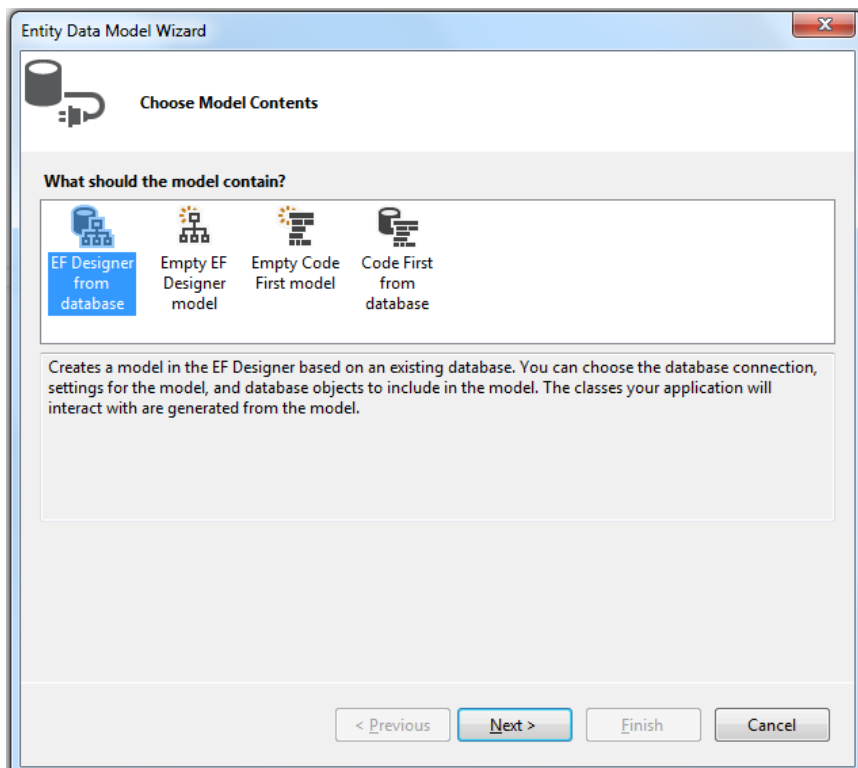 Entity Data Model Wizard
Choose Model Contents
What should the model contain?
EF Designer
from
database
Empty EF
Designer
model
Empty Code
First model
Code First
from
database
Creates a model in the EF Designer based on an existing database. You can choose the database connection,
settings for the model, and database objects to include in the model. The classes your application will
interact with are generated from the model.
< Previous
Next >
Finish
Cancel